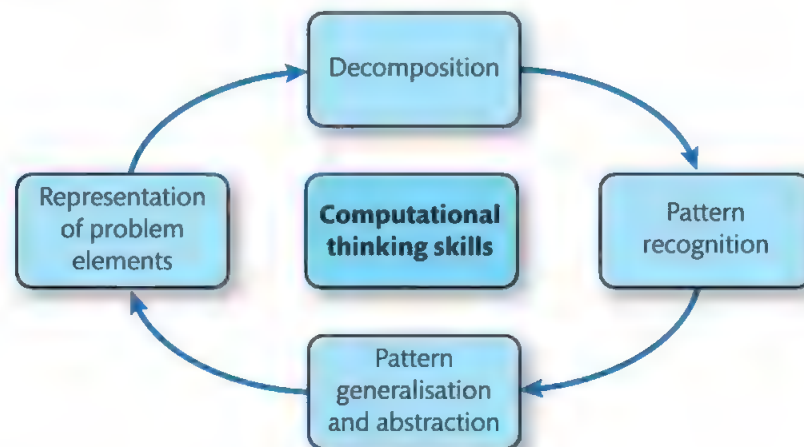 Decomposition
Pattern
recognition
Pattern
generalisation
and abstraction
Representation
of problem
elements
Computational
thinking skills